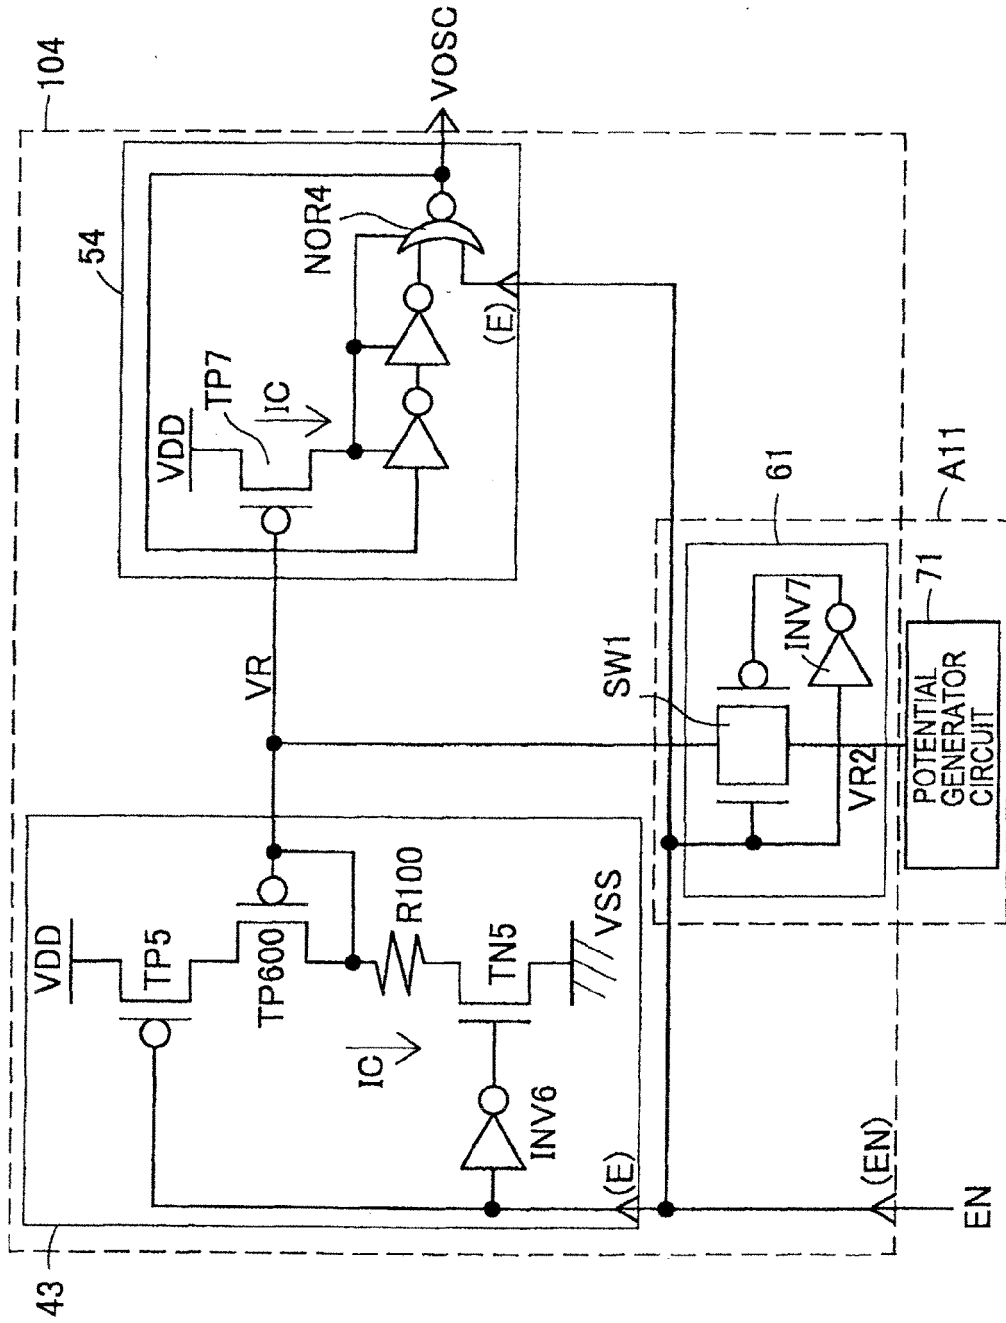 104
54
VOSC
NOR4
VDD
TP7
IC
(E)
VR
43
VDD
TP5
TP600
R100
IC
TN5
VSS
INV6
(E)
61
A11
SW1
INV7
VR2
71
POTENTIAL
GENERATOR
CIRCUIT
(EN)
EN